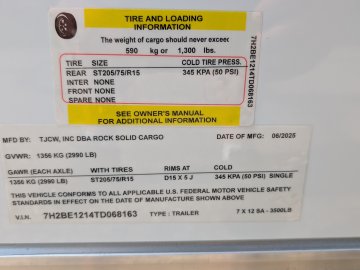 TIRE AND LOADING
INFORMATION
The weight of cargo should never exceed
590 kg or 1,300 lbs.
TIRE SIZE COLD TIRE PRESS.
REAR ST205/75/R15 345 KPA (50 PSI)
INTER NONE
FRONT NONE
SPARE NONE
7H2BE1214TD068163
SEE OWNER'S MANUAL
FOR ADDITIONAL INFORMATION
MFD BY: TJCW, INC DBA ROCK SOLID CARGO DATE OF MFG: 06/2025
GVWR: 1356 KG (2990 LB)
GAWR (EACH AXLE) WITH TIRES RIMS AT COLD
1356 KG (2990 LB) ST205/75/R15 D15 X 5 J 345 KPA (50 PSI) SINGLE
THIS VEHICLE CONFORMS TO ALL APPLICABLE U.S. FEDERAL MOTOR VEHICLE SAFETY
STANDARDS IN EFFECT ON THE DATE OF MANUFACTURE SHOWN ABOVE
V.I.N. 7H2BE1214TD068163 TYPE: TRAILER 7 X 12 SA - 3500LB